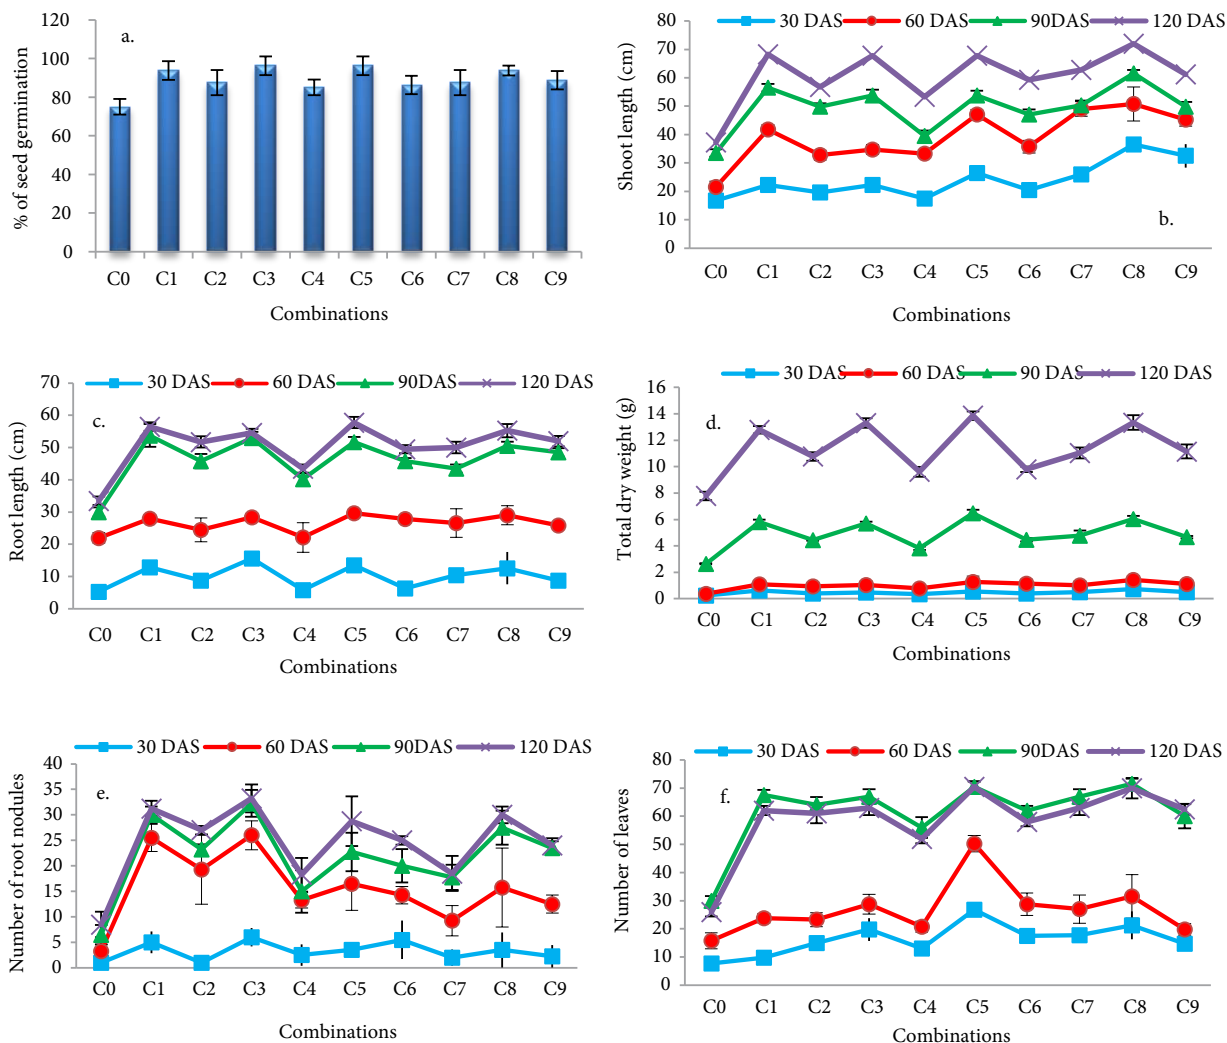 a.
% of seed germination
120
100
80
60
40
20
0
C0 C1 C2 C3 C4 C5 C6 C7 C8 C9
Combinations
30 DAS 60 DAS 90DAS 120 DAS
Shoot length (cm)
80
70
60
50
40
30
20
10
0
b.
C0 C1 C2 C3 C4 C5 C6 C7 C8 C9
Combinations
30 DAS 60 DAS 90DAS 120 DAS
c.
Root length (cm)
70
60
50
40
30
20
10
0
C0 C1 C2 C3 C4 C5 C6 C7 C8 C9
Combinations
30 DAS 60 DAS 90 DAS 120 DAS
d.
Total dry weight (g)
16
14
12
10
8
6
4
2
0
C0 C1 C2 C3 C4 C5 C6 C7 C8 C9
Combinations
30 DAS 60 DAS 90DAS 120 DAS
e.
Number of root nodules
40
35
30
25
20
15
10
5
0
C0 C1 C2 C3 C4 C5 C6 C7 C8 C9
Combinations
30 DAS 60 DAS 90DAS 120 DAS
f.
Number of leaves
80
70
60
50
40
30
20
10
0
C0 C1 C2 C3 C4 C5 C6 C7 C8 C9
Combinations